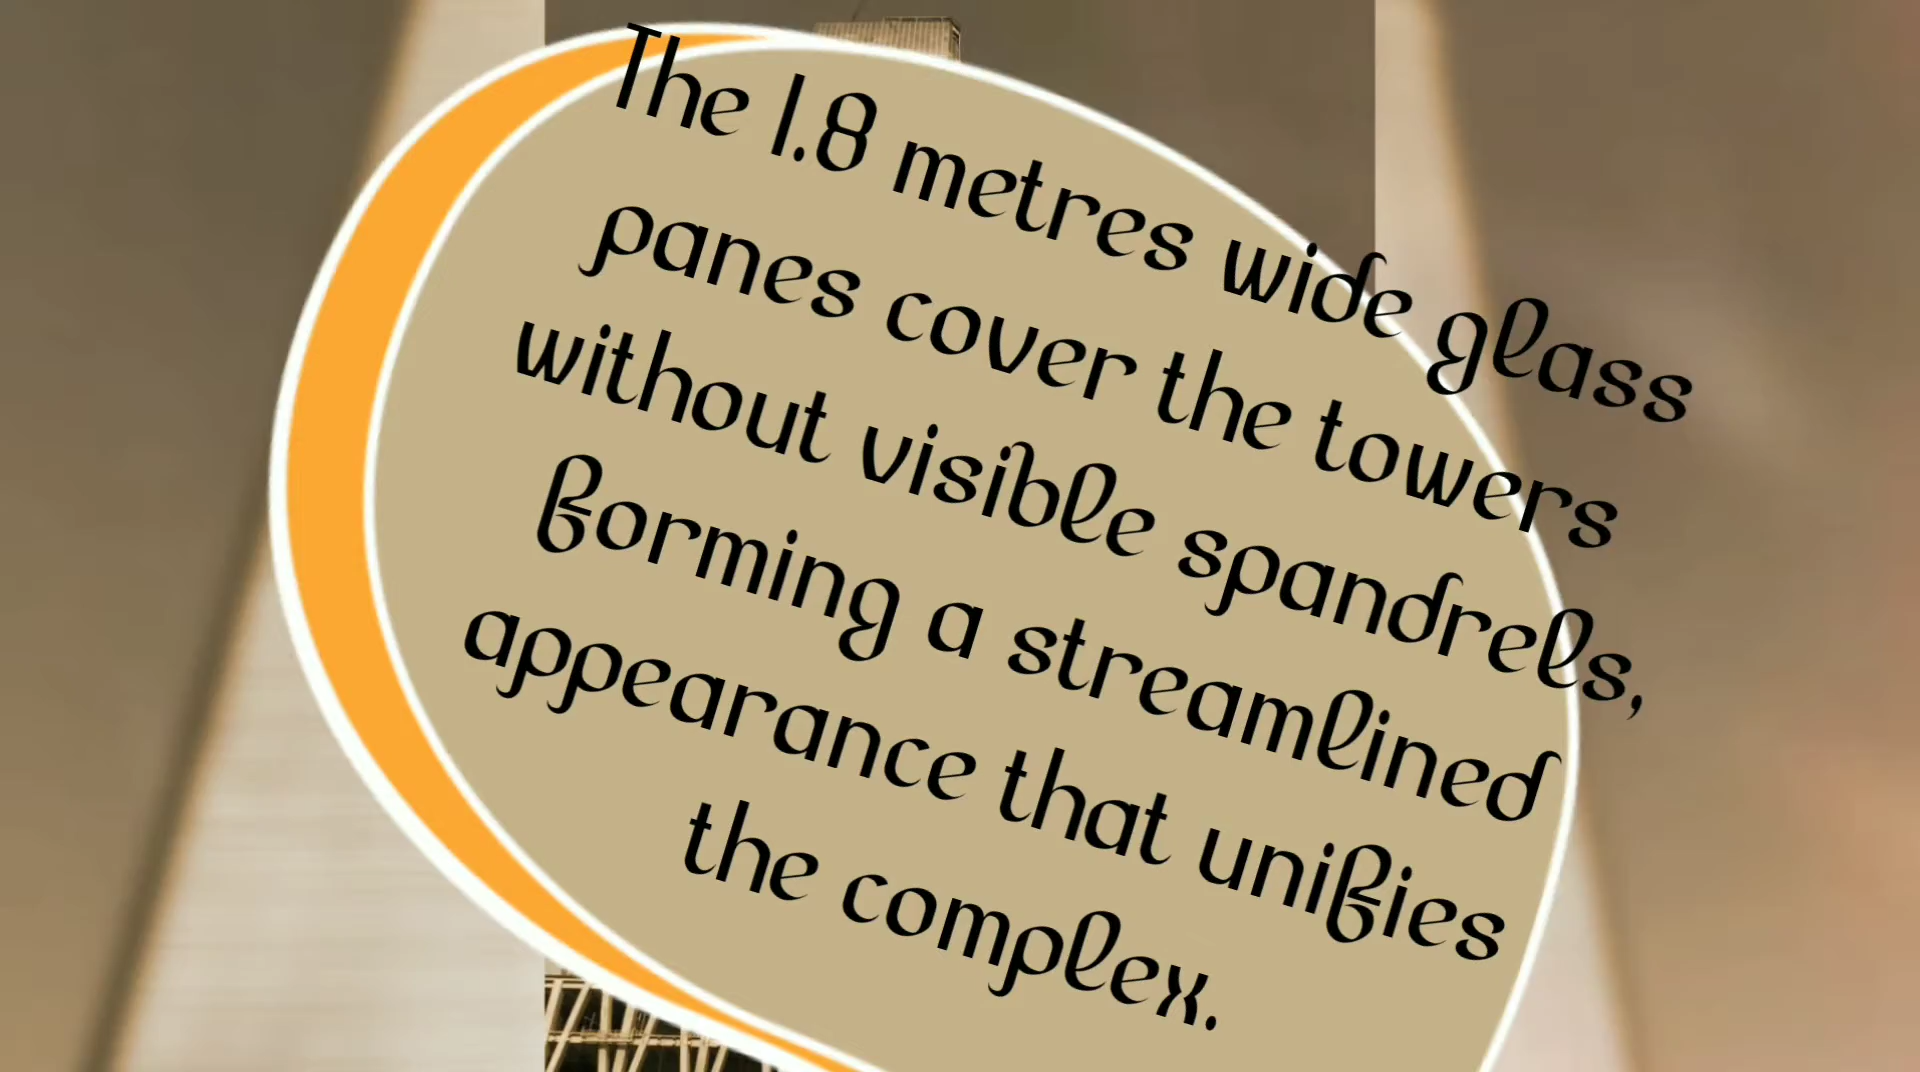 The 1.8 metres wide glass
panes cover the towers
without visible spandrels,
forming a streamlined
appearance that unifies
the complex.